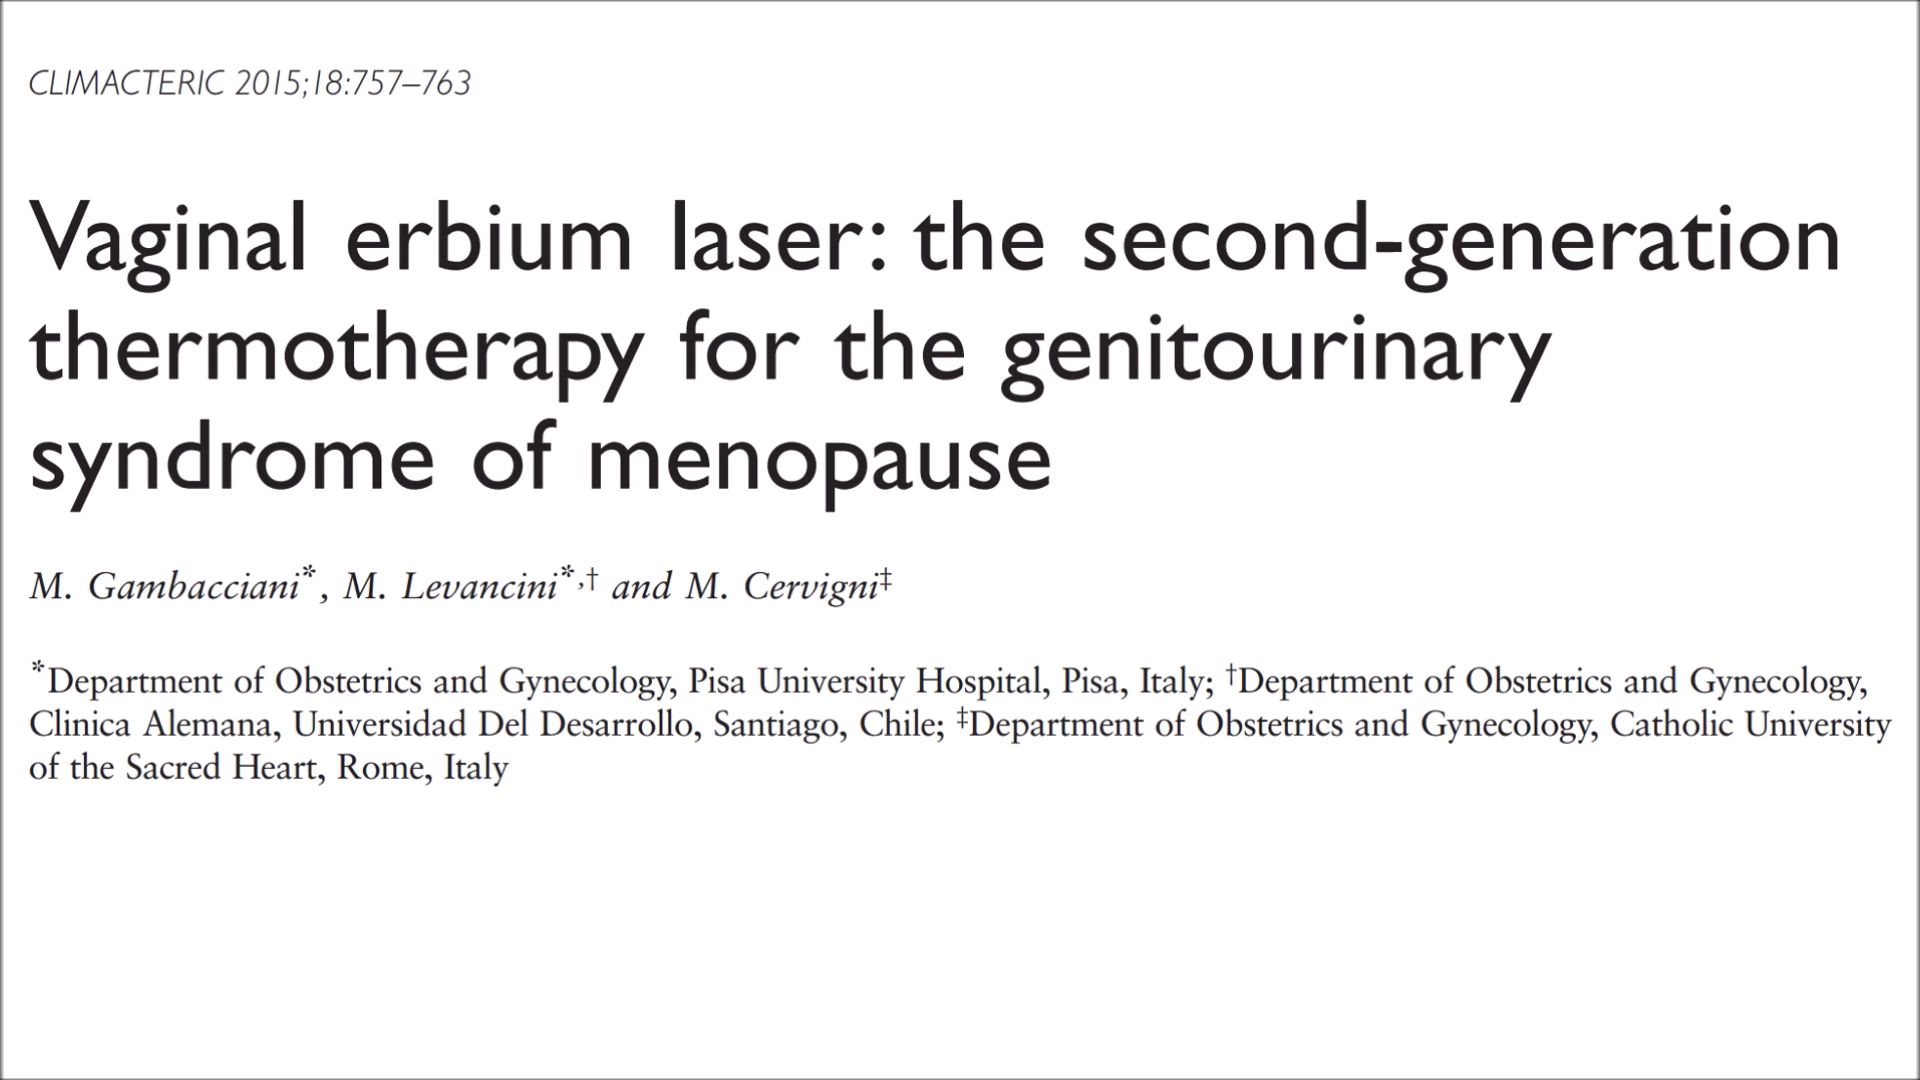 CLIMACTERIC 2015;18:757–763
Vaginal erbium laser: the second-generation
thermotherapy for the genitourinary
syndrome of menopause
M. Gambacciani*, M. Levancini*,† and M. Cervigni‡
*Department of Obstetrics and Gynecology, Pisa University Hospital, Pisa, Italy; †Department of Obstetrics and Gynecology,
Clinica Alemana, Universidad Del Desarrollo, Santiago, Chile; ‡Department of Obstetrics and Gynecology, Catholic University
of the Sacred Heart, Rome, Italy